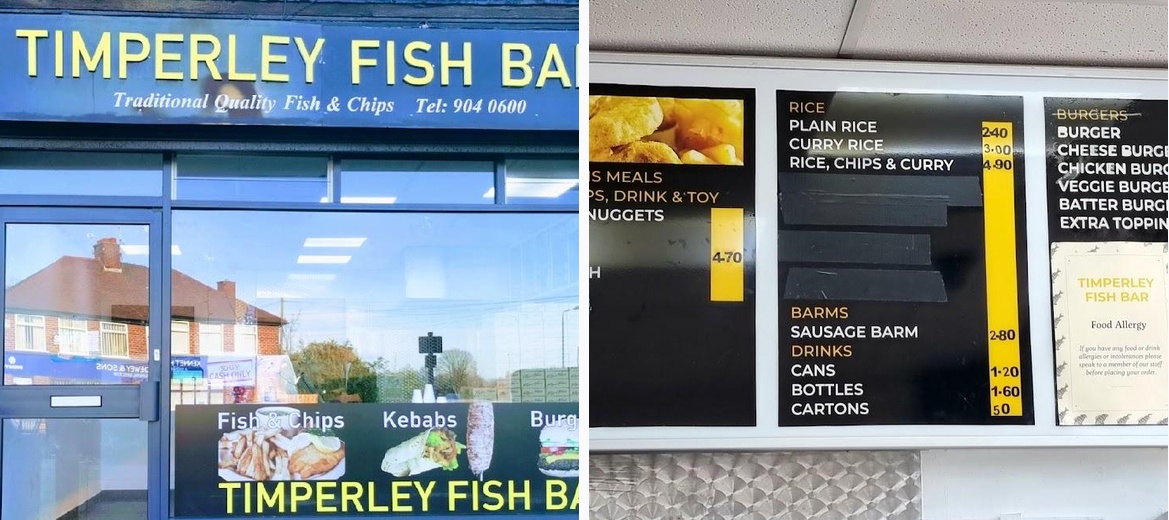 TIMPERLEY FISH BA
Traditional Quality Fish & Chips Tel: 904 0600
Fish & Chips Kebabs Burg
TIMPERLEY FISH BA
MEALS
DRINK & TOY
NUGGETS
4.70
RICE
PLAIN RICE 2.40
CURRY RICE 3.00
RICE, CHIPS & CURRY 4.90
BARMS
SAUSAGE BARM 2.80
DRINKS
CANS 1.20
BOTTLES 1.60
CARTONS 50
BURGERS
BURGER
CHEESE BURGE
CHICKEN BURG
VEGGIE BURGE
BATTER BURGE
EXTRA TOPPIN
TIMPERLEY
FISH BAR
Food Allergy
If you have any food or drink
allergies or intolerances please
speak to a member of our staff
before placing your order.